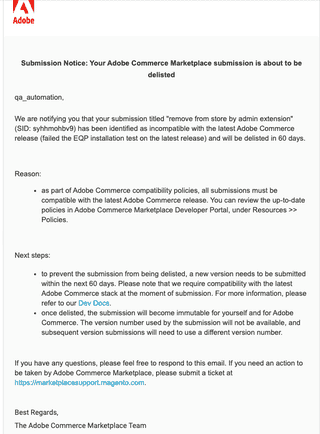 Adobe
Submission Notice: Your Adobe Commerce Marketplace submission is about to be
delisted
qa_automation,
We are notifying you that your submission titled "remove from store by admin extension"
(SID: syhhmohbv9) has been identified as incompatible with the latest Adobe Commerce
release (failed the EQP installation test on the latest release) and will be delisted in 60 days.
Reason:
• as part of Adobe Commerce compatibility policies, all submissions must be
compatible with the latest Adobe Commerce release. You can review the up-to-date
policies in Adobe Commerce Marketplace Developer Portal, under Resources >>
Policies.
Next steps:
• to prevent the submission from being delisted, a new version needs to be submitted
within the next 60 days. Please note that we require compatibility with the latest
Adobe Commerce stack at the moment of submission. For more information, please
refer to our Dev Docs.
• once delisted, the submission will become immutable for yourself and for Adobe
Commerce. The version number used by the submission will not be available, and
subsequent version submissions will need to use a different version number.
If you have any questions, please feel free to respond to this email. If you need an action to
be taken by Adobe Commerce Marketplace, please submit a ticket at
https://marketplacesupport.magento.com.
Best Regards,
The Adobe Commerce Marketplace Team